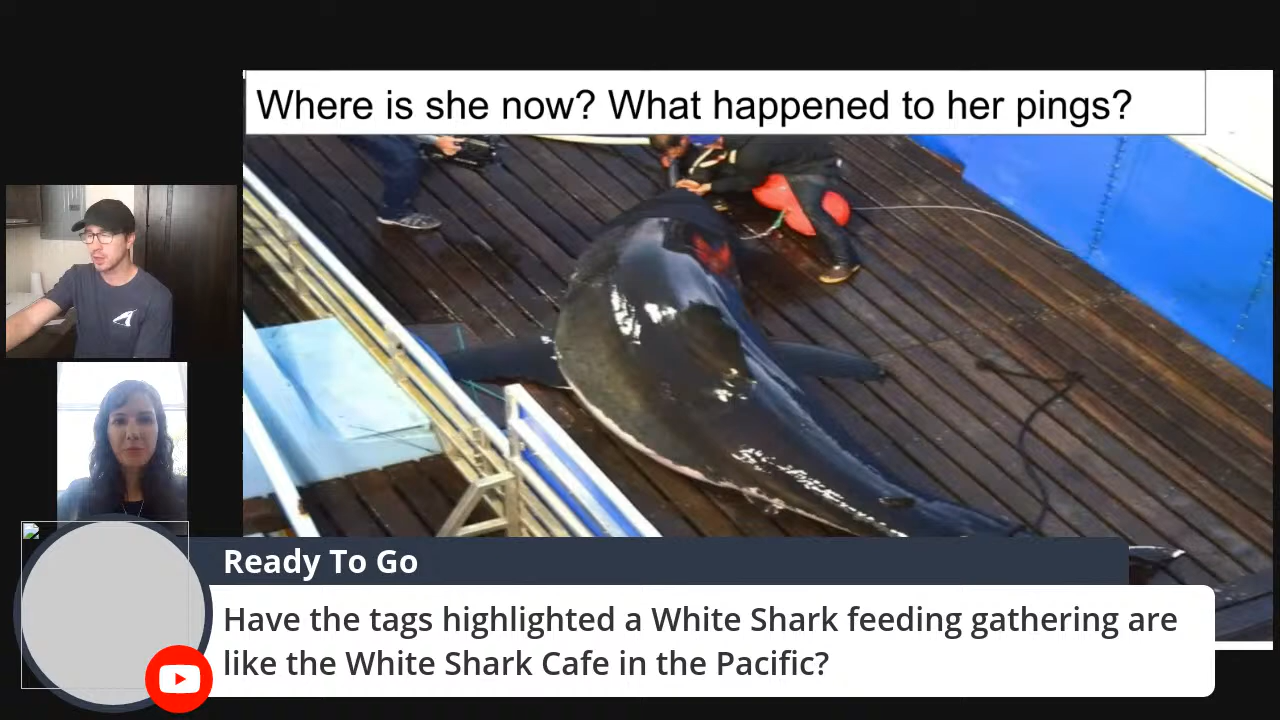 Where is she now? What happened to her pings?
Ready To Go
Have the tags highlighted a White Shark feeding gathering are
like the White Shark Cafe in the Pacific?